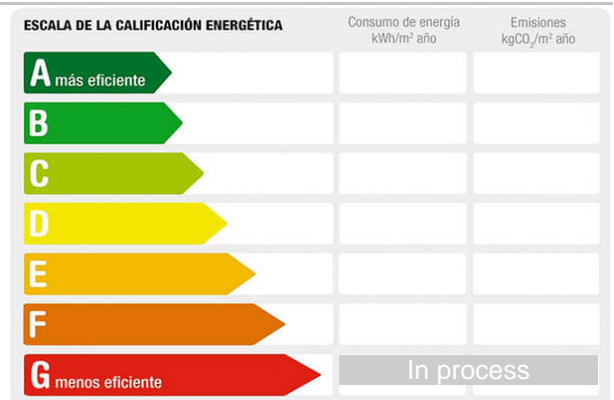 ESCALA DE LA CALIFICACIÓN ENERGÉTICA
Consumo de energía
kWh/m² año
Emisiones
kgCO₂/m² año
A más eficiente
B
C
D
E
F
G menos eficiente
In process